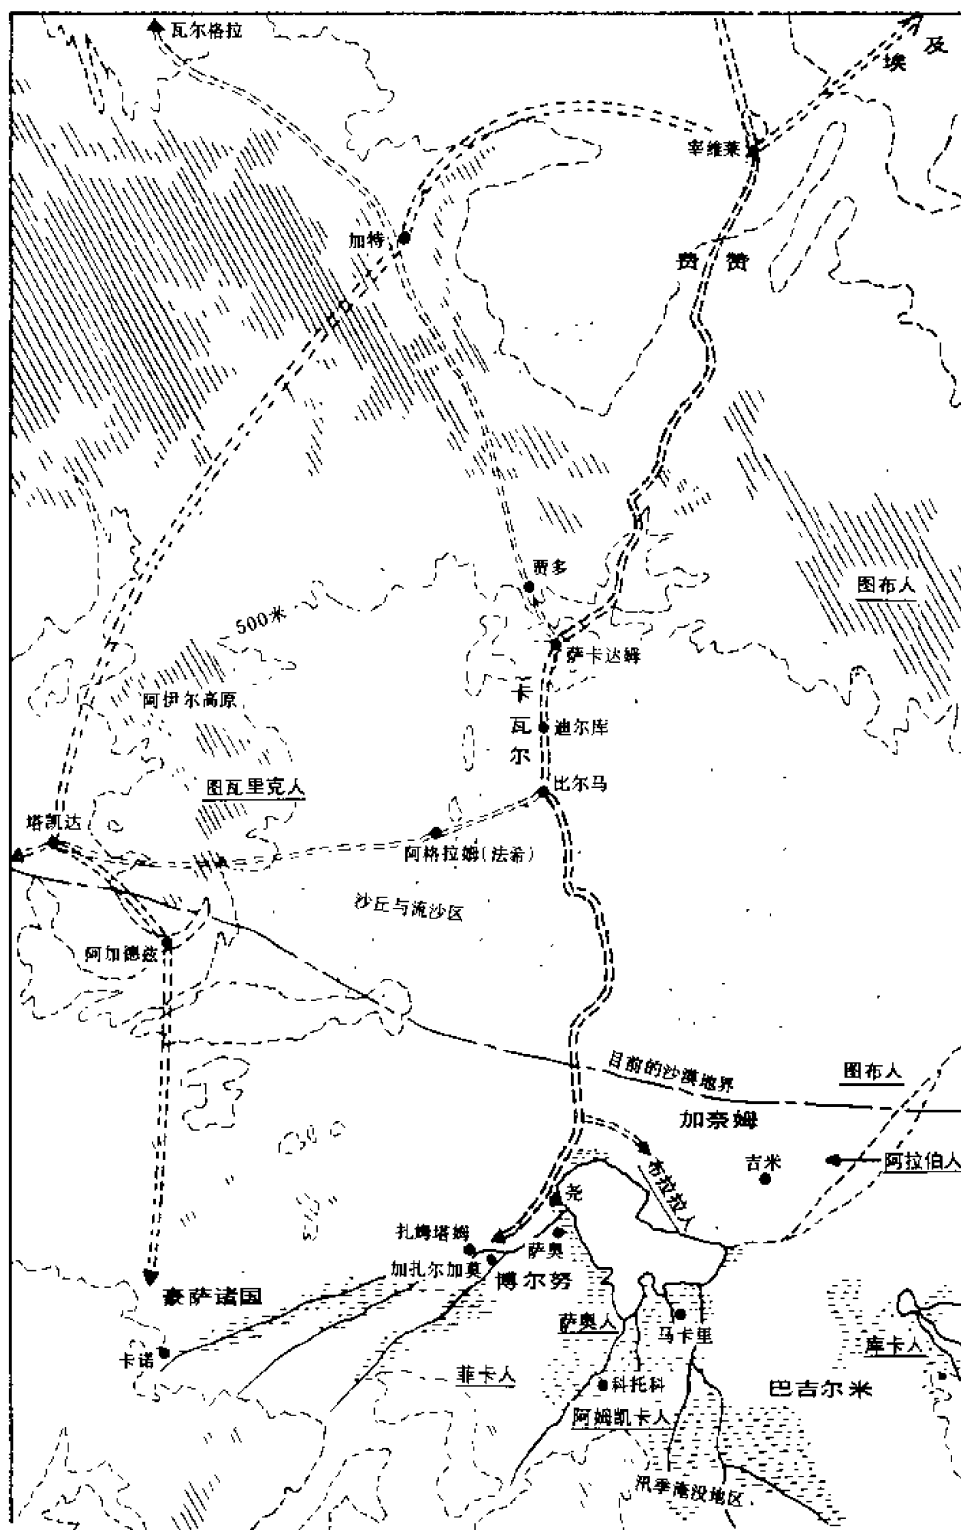 瓦尔格拉
埃及
宰维莱
加特
费赞
贾多
500米
图布人
萨卡达姆
阿伊尔高原
卡瓦尔
迪尔库
图瓦里克人
比尔马
塔凯达
阿格拉姆(法希)
沙丘与流沙区
阿加德兹
目前的沙漠地界
图布人
加奈姆
吉米
阿拉伯人
布拉拉人
尧
扎姆塔姆
萨奥
加扎尔加莫
博尔努
豪萨诸国
萨奥人
马卡里
卡诺
库卡人
菲卡人
科托科
巴吉尔米
阿姆凯卡人
汛季淹没地区